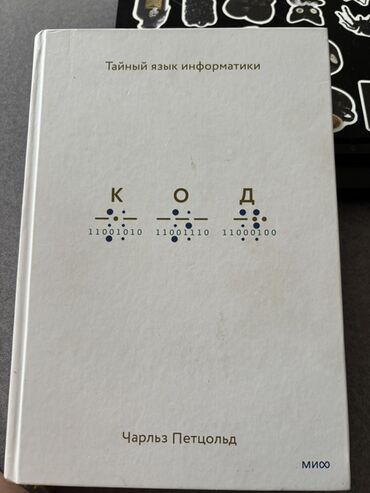 Тайный язык информатики
К О Д
11001010 11001110 11000100
Чарльз Петцольд
МИФ